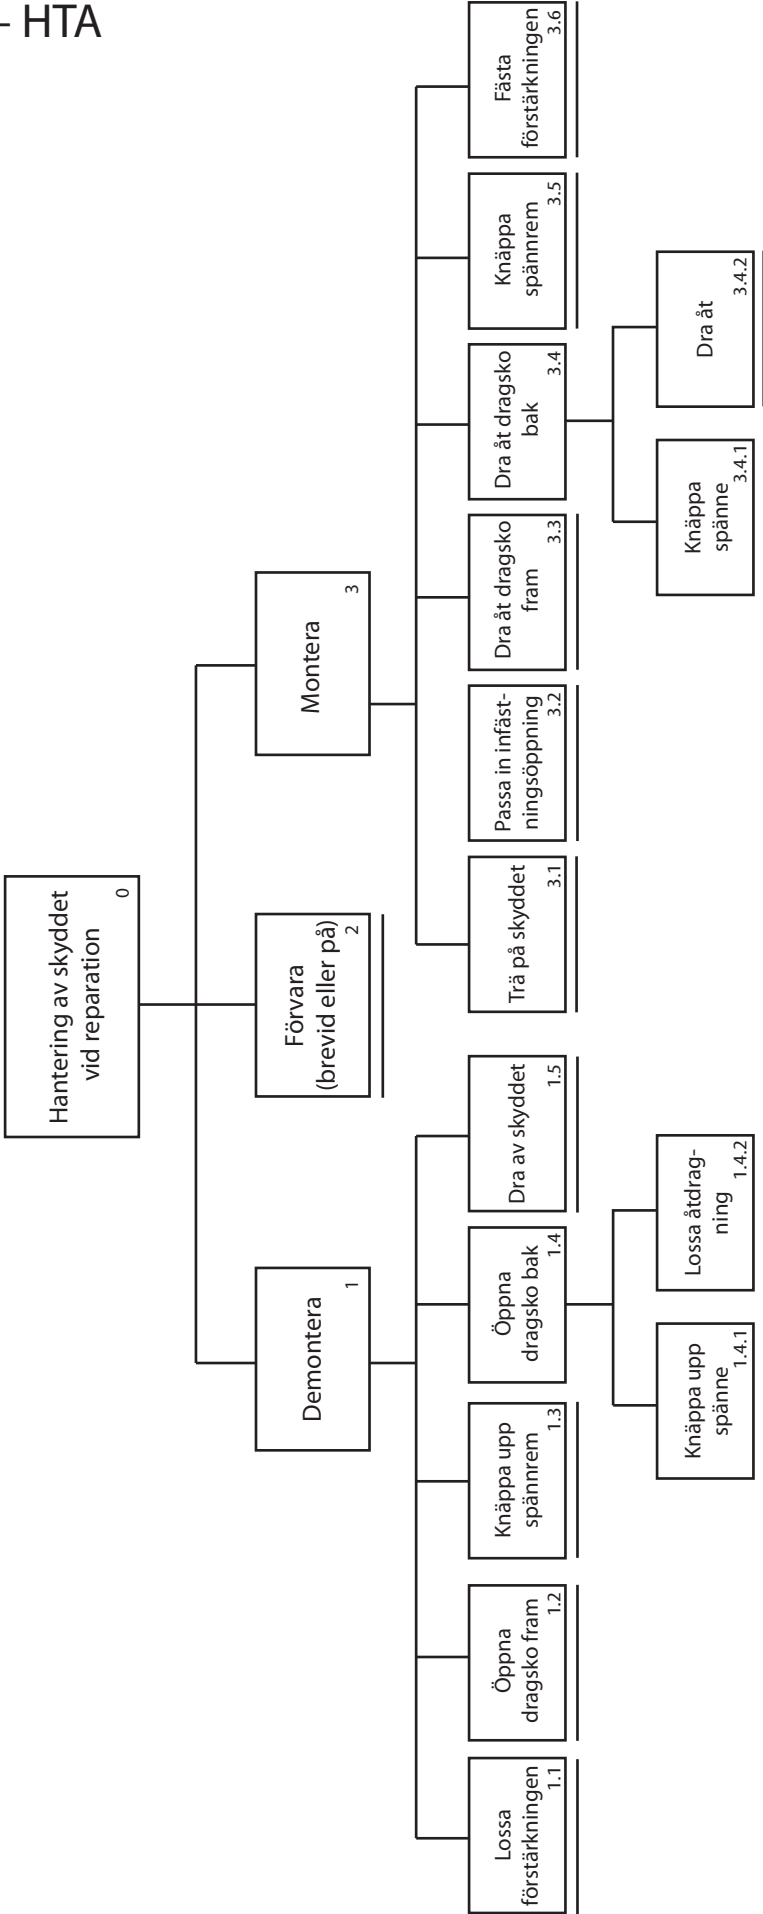 - HTA
Hantering av skyddet
vid reparation
0
Demontera
1
Förvara
(brevid eller på)
2
Montera
3
Lossa
förstärkningen
1.1
Öppna
dragsko fram
1.2
Knäppa upp
spännrem
1.3
Öppna
dragsko bak
1.4
Dra av skyddet
1.5
Trä på skyddet
3.1
Passa in infäst-
ningsöppning
3.2
Dra åt dragsko
fram
3.3
Dra åt dragsko
bak
3.4
Knäppa
spännrem
3.5
Fästa
förstärkningen
3.6
Knäppa upp
spänne
1.4.1
Lossa åtdrag-
ning
1.4.2
Knäppa
spänne
3.4.1
Dra åt
3.4.2